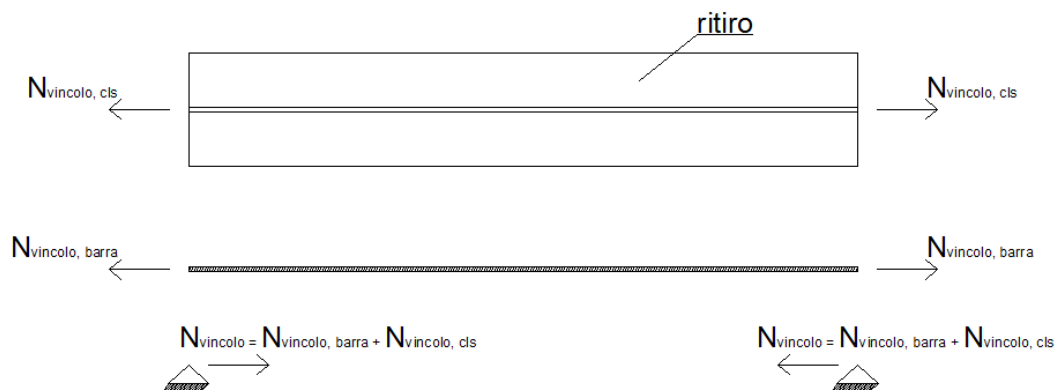 ritiro
Nvincolo, cls
Nvincolo, cls
Nvincolo, barra
Nvincolo, barra
Nvincolo = Nvincolo, barra + Nvincolo, cls
Nvincolo = Nvincolo, barra + Nvincolo, cls